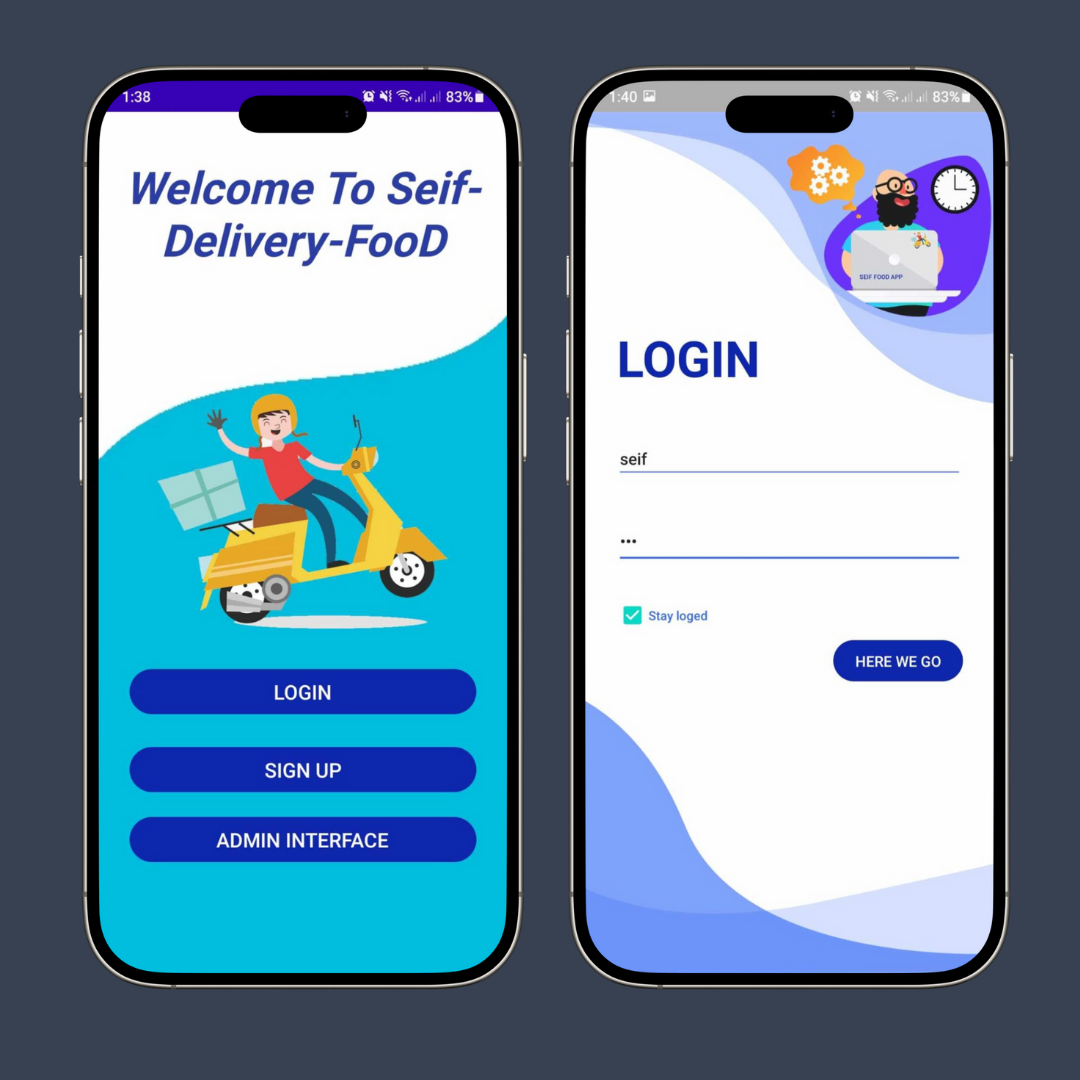 1:38
83%
Welcome To Seif-
Delivery-FooD
LOGIN
SIGN UP
ADMIN INTERFACE
1:40
83%
SEIF FOOD APP
LOGIN
seif
•••
Stay loged
HERE WE GO